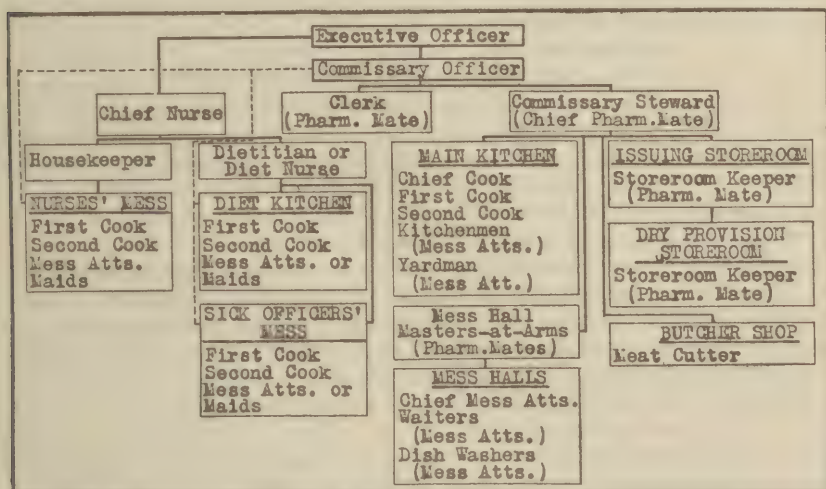 Executive Officer
Commissary Officer
Chief Nurse
Clerk
(Pharm. Mate)
Commissary Steward
(Chief Pharm.Mate)
Housekeeper
Dietitian or
Diet Nurse
NURSES' MESS
First Cook
Second Cook
Mess Atts.
Maids
DIET KITCHEN
First Cook
Second Cook
Mess Atts. or
Maids
SICK OFFICERS'
MESS
First Cook
Second Cook
Mess Atts. or
Maids
MAIN KITCHEN
Chief Cook
First Cook
Second Cook
Kitchenmen
(Mess Atts.)
Yardman
(Mess Att.)
Mess Hall
Masters-at-Arms
(Pharm.Mates)
MESS HALLS
Chief Mess Atts.
Waiters
(Mess Atts.)
Dish Washers
(Mess Atts.)
ISSUING STOREROOM
Storeroom Keeper
(Pharm. Mate)
DRY PROVISION
STOREROOM
Storeroom Keeper
(Pharm. Mate)
BUTCHER SHOP
Meat Cutter